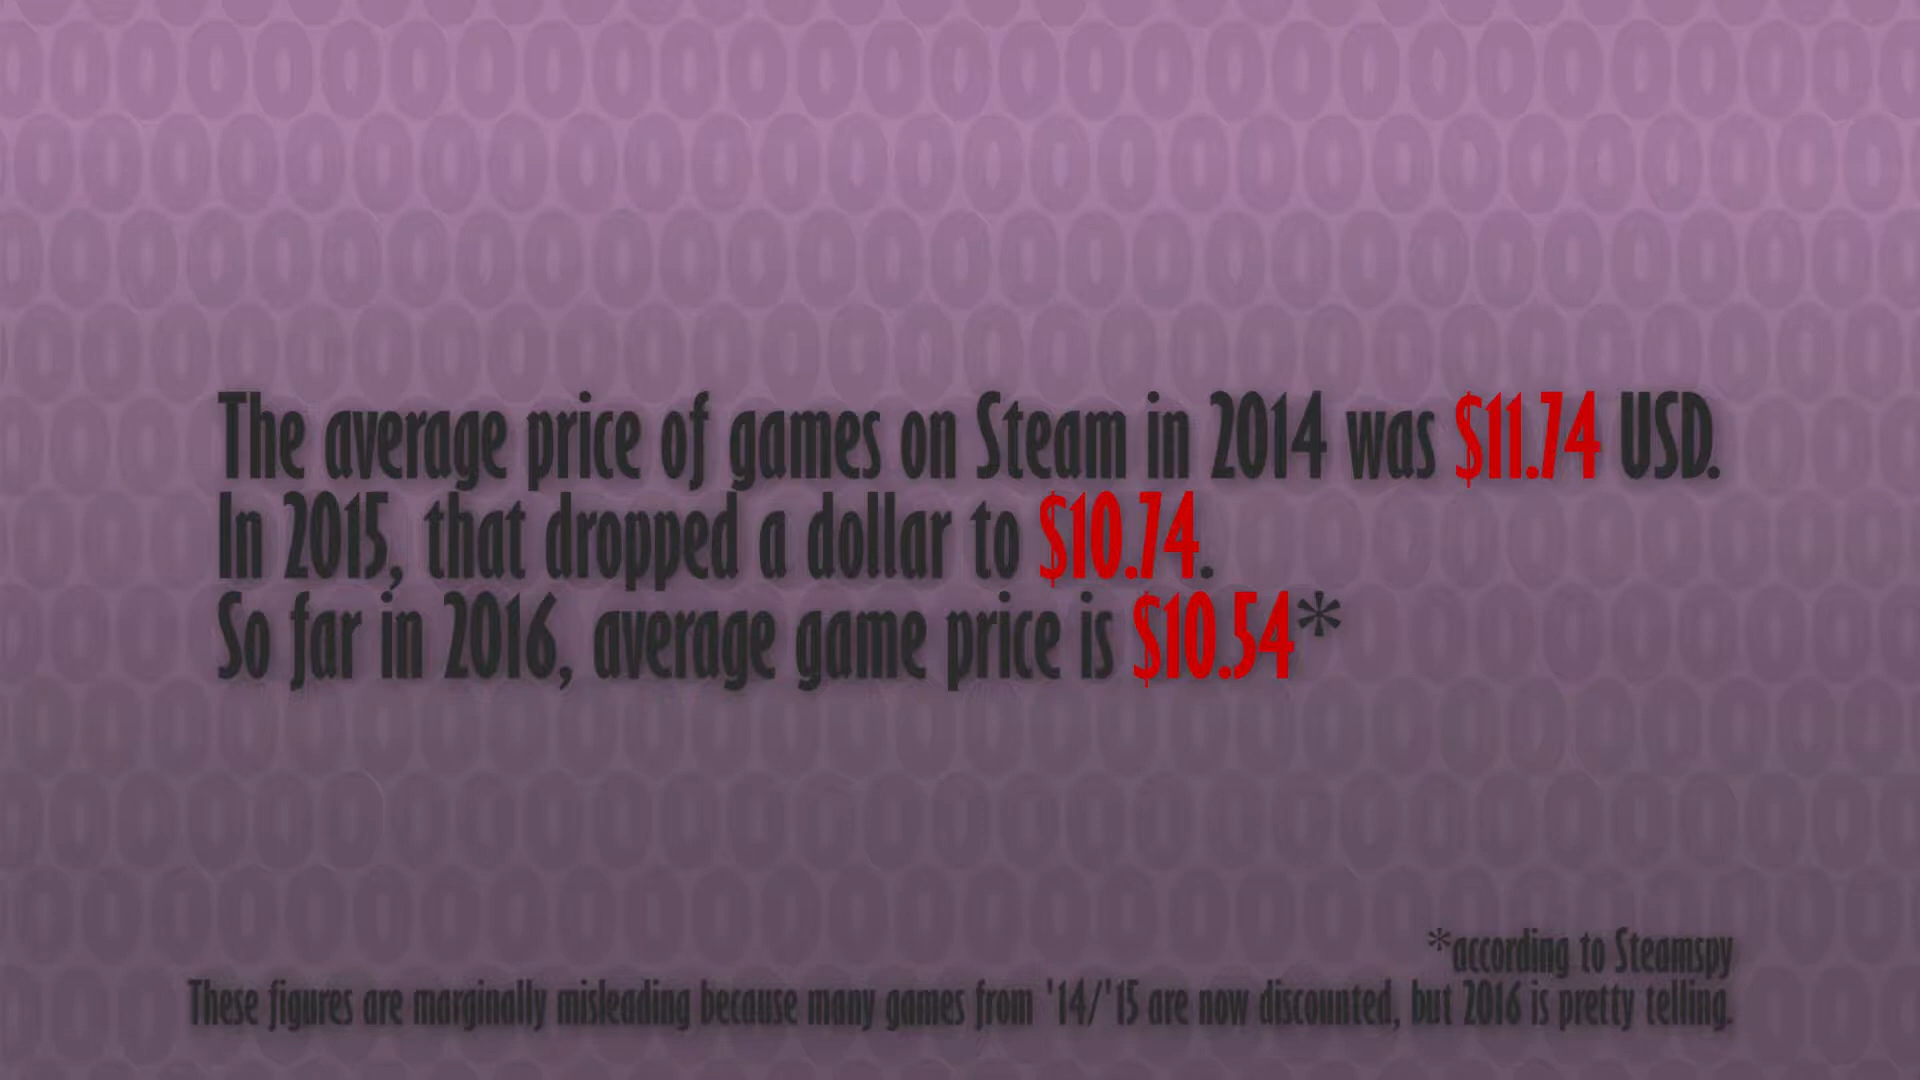 The average price of games on Steam in 2014 was $11.74 USD.
In 2015, that dropped a dollar to $10.74.
So far in 2016, average game price is $10.54*
*according to Steamspy
These figures are marginally misleading because many games from '14/'15 are now discounted, but 2016 is pretty telling.